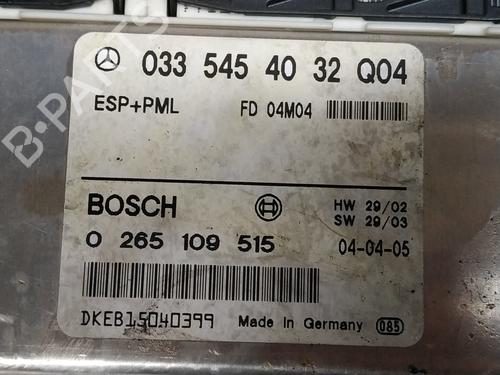 033 545 40 32 Q04
ESP+PML FD 04M04
BOSCH HW 29/02
SW 29/03
0 265 109 515 04-04-05
DKEB15040399 Made in Germany 085
B-PARTS